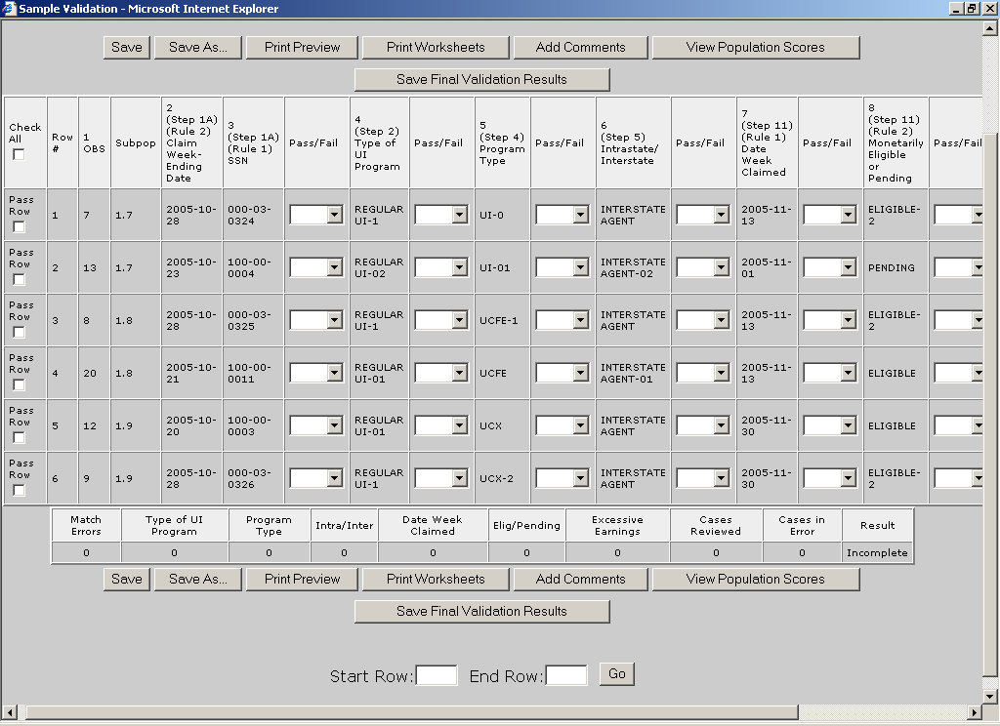 Sample Validation - Microsoft Internet Explorer
Save Save As... Print Preview Print Worksheets Add Comments View Population Scores
Save Final Validation Results
Check All Row # 1 OBS Subpop 2 (Step 1A) (Rule 2) Claim Week-Ending Date 3 (Step 1A) (Rule 1) SSN Pass/Fail 4 (Step 2) Type of UI Program Pass/Fail 5 (Step 4) Program Type Pass/Fail 6 (Step 5) Intrastate/Interstate Pass/Fail 7 (Step 11) (Rule 1) Date Week Claimed Pass/Fail 8 (Step 11) (Rule 2) Monetarily Eligible or Pending Pass/Fail
Pass Row 1 7 1.7 2005-10-28 000-03-0324 REGULAR UI-1 UI-0 INTERSTATE AGENT 2005-11-13 ELIGIBLE-2
Pass Row 2 13 1.7 2005-10-23 100-00-0004 REGULAR UI-02 UI-01 INTERSTATE AGENT-02 2005-11-01 PENDING
Pass Row 3 8 1.8 2005-10-28 000-03-0325 REGULAR UI-1 UCFE-1 INTERSTATE AGENT 2005-11-13 ELIGIBLE-2
Pass Row 4 20 1.8 2005-10-21 100-00-0011 REGULAR UI-01 UCFE INTERSTATE AGENT-01 2005-11-13 ELIGIBLE
Pass Row 5 12 1.9 2005-10-20 100-00-0003 REGULAR UI-01 UCX INTERSTATE AGENT 2005-11-30 ELIGIBLE
Pass Row 6 9 1.9 2005-10-28 000-03-0326 REGULAR UI-1 UCX-2 INTERSTATE AGENT 2005-11-30 ELIGIBLE-2
Match Errors Type of UI Program Program Type Intra/Inter Date Week Claimed Elig/Pending Excessive Earnings Cases Reviewed Cases in Error Result
0 0 0 0 0 0 0 0 0 Incomplete
Save Save As... Print Preview Print Worksheets Add Comments View Population Scores
Save Final Validation Results
Start Row: End Row: Go